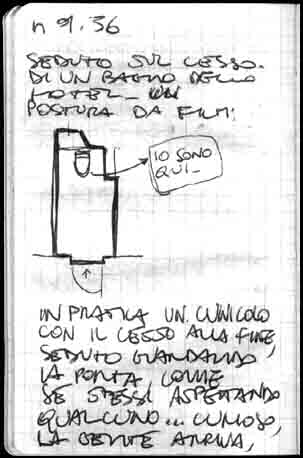 n 9.36
SEDUTO SUL CESSO.
DI UN BAGNO DELLO
HOTEL_ UN
POSTURA DA FILM:
IO SONO
QUI_
IN PRATICA UN CUNICOLO
CON IL CESSO ALLA FINE,
SEDUTO GUARDANDO
LA PORTA, COME
SE STESSI ASPETTANDO
QUALCUNO... CURIOSO,
LA GENTE ARRIVA,